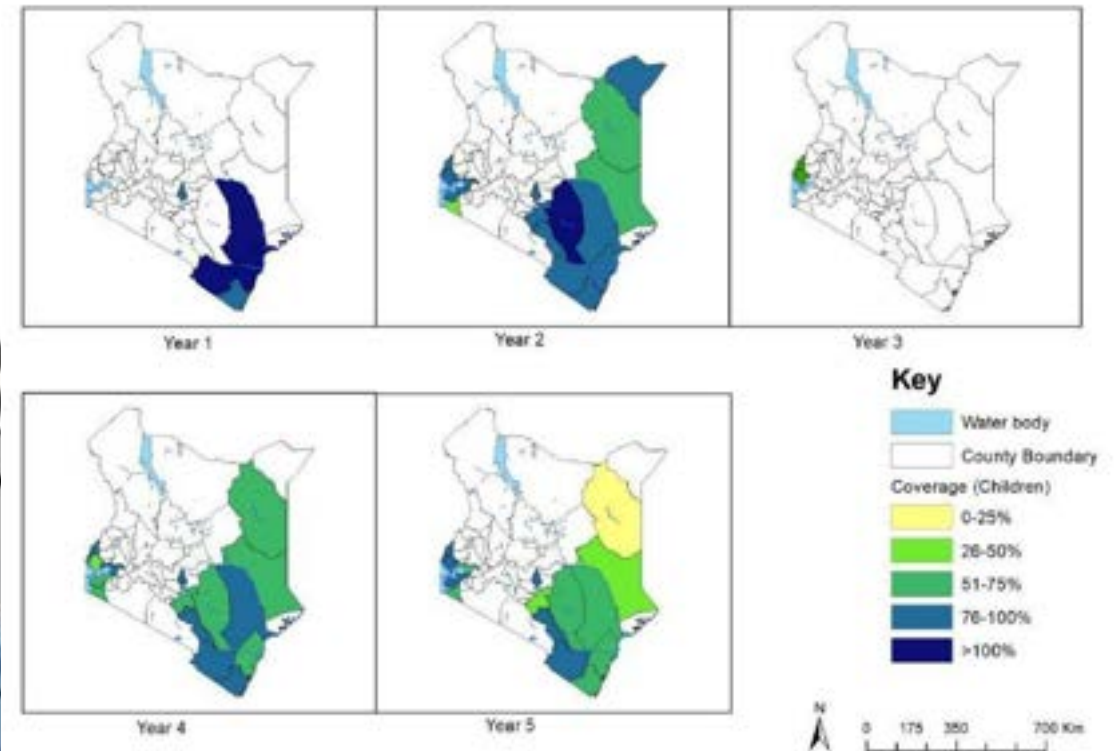 Year 1
Year 2
Year 3
Key
Water body
County Boundary
Coverage (Children)
0-25%
26-50%
51-75%
76-100%
>100%
Year 4
Year 5
N
0 175 350 700 Km